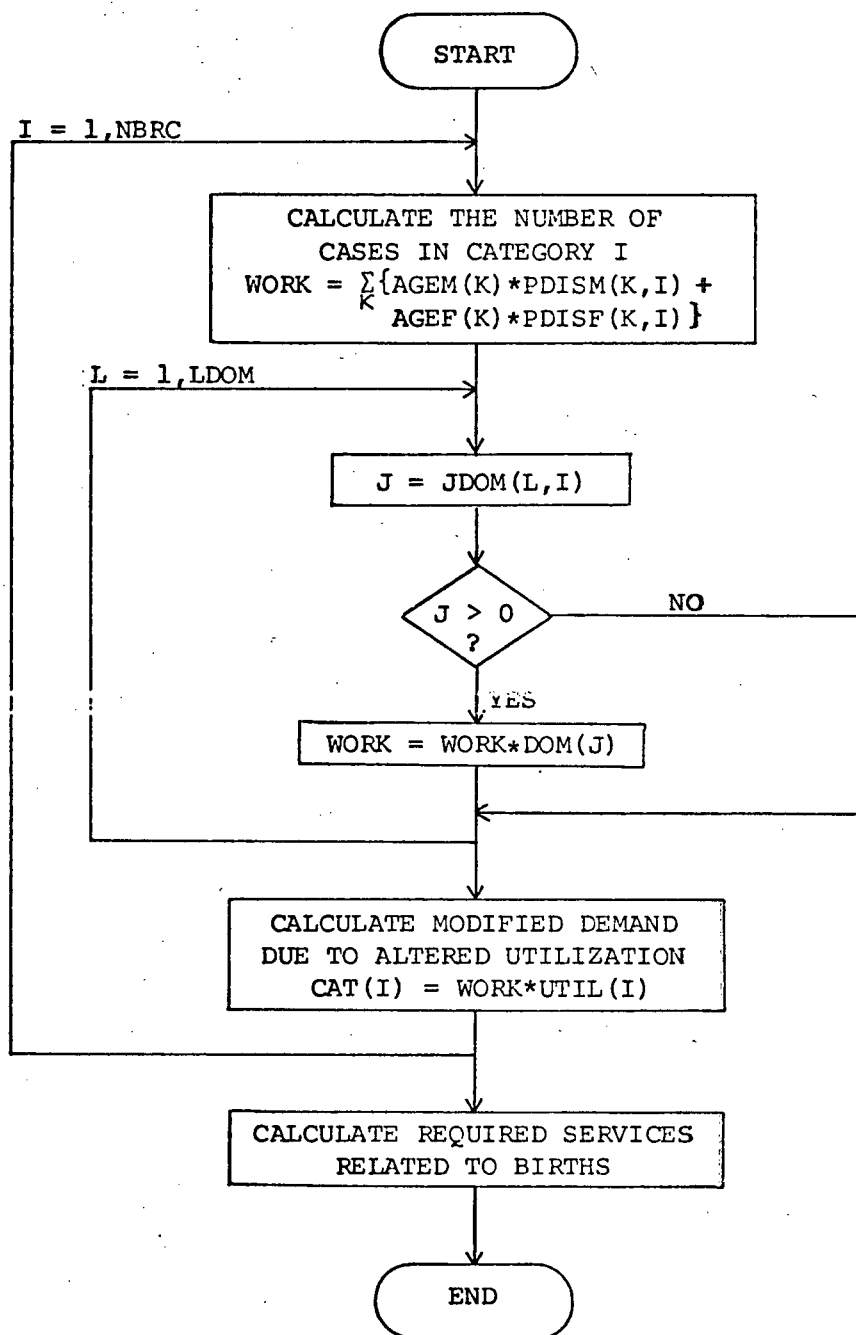 START
I = 1,NBRC
CALCULATE THE NUMBER OF
CASES IN CATEGORY I
WORK = Σ{AGEM(K)*PDISM(K,I) +
K
AGEF(K)*PDISF(K,I)}
L = 1,LDOM
J = JDOM(L,I)
J > 0
?
NO
YES
WORK = WORK*DOM(J)
CALCULATE MODIFIED DEMAND
DUE TO ALTERED UTILIZATION
CAT(I) = WORK*UTIL(I)
CALCULATE REQUIRED SERVICES
RELATED TO BIRTHS
END